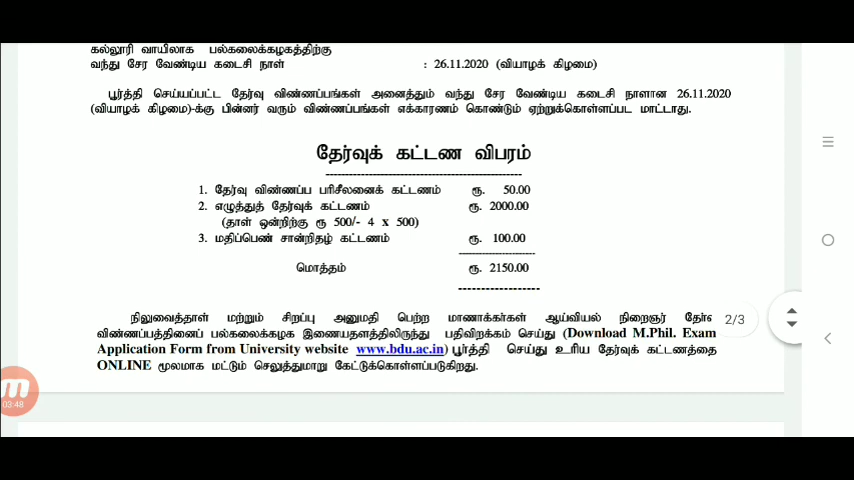 கல்லூரி வாயிலாக பல்கலைக்கழகத்திற்கு
வந்து சேர வேண்டிய கடைசி நாள் : 26.11.2020 (வியாழக் கிழமை)
பூர்த்தி செய்யப்பட்ட தேர்வு விண்ணப்பங்கள் அனைத்தும் வந்து சேர வேண்டிய கடைசி நாளான 26.11.2020
(வியாழக் கிழமை)-க்கு பின்னர் வரும் விண்ணப்பங்கள் எக்காரணம் கொண்டும் ஏற்றுக்கொள்ளப்பட மாட்டாது.
தேர்வுக் கட்டண விபரம்
1. தேர்வு விண்ணப்ப பரிசீலனைக் கட்டணம் ரூ. 50.00
2. எழுத்துத் தேர்வுக் கட்டணம் ரூ. 2000.00
(தாள் ஒன்றிற்கு ரூ 500/- 4 x 500)
3. மதிப்பெண் சான்றிதழ் கட்டணம் ரூ. 100.00
மொத்தம் ரூ. 2150.00
நிலுவைத்தாள் மற்றும் சிறப்பு அனுமதி பெற்ற மாணாக்கர்கள் ஆய்வியல் நிறைஞர்
விண்ணப்பத்தினைப் பல்கலைக்கழக இணையதளத்திலிருந்து பதிவிறக்கம் செய்து (Download M.Phil. Exam
Application Form from University website www.bdu.ac.in) பூர்த்தி செய்து உரிய தேர்வுக் கட்டணத்தை
ONLINE மூலமாக மட்டும் செலுத்துமாறு கேட்டுக்கொள்ளப்படுகிறது.
2/3
03:48